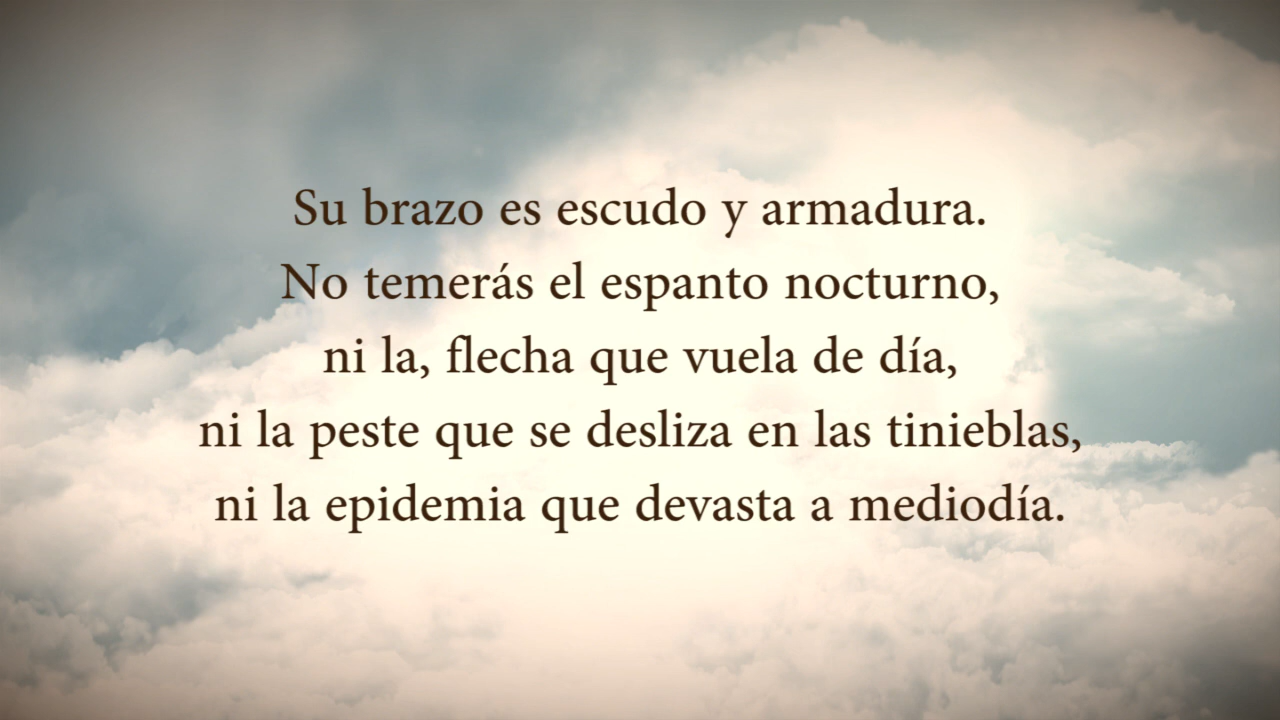 Su brazo es escudo y armadura.
No temerás el espanto nocturno,
ni la, flecha que vuela de día,
ni la peste que se desliza en las tinieblas,
ni la epidemia que devasta a mediodía.